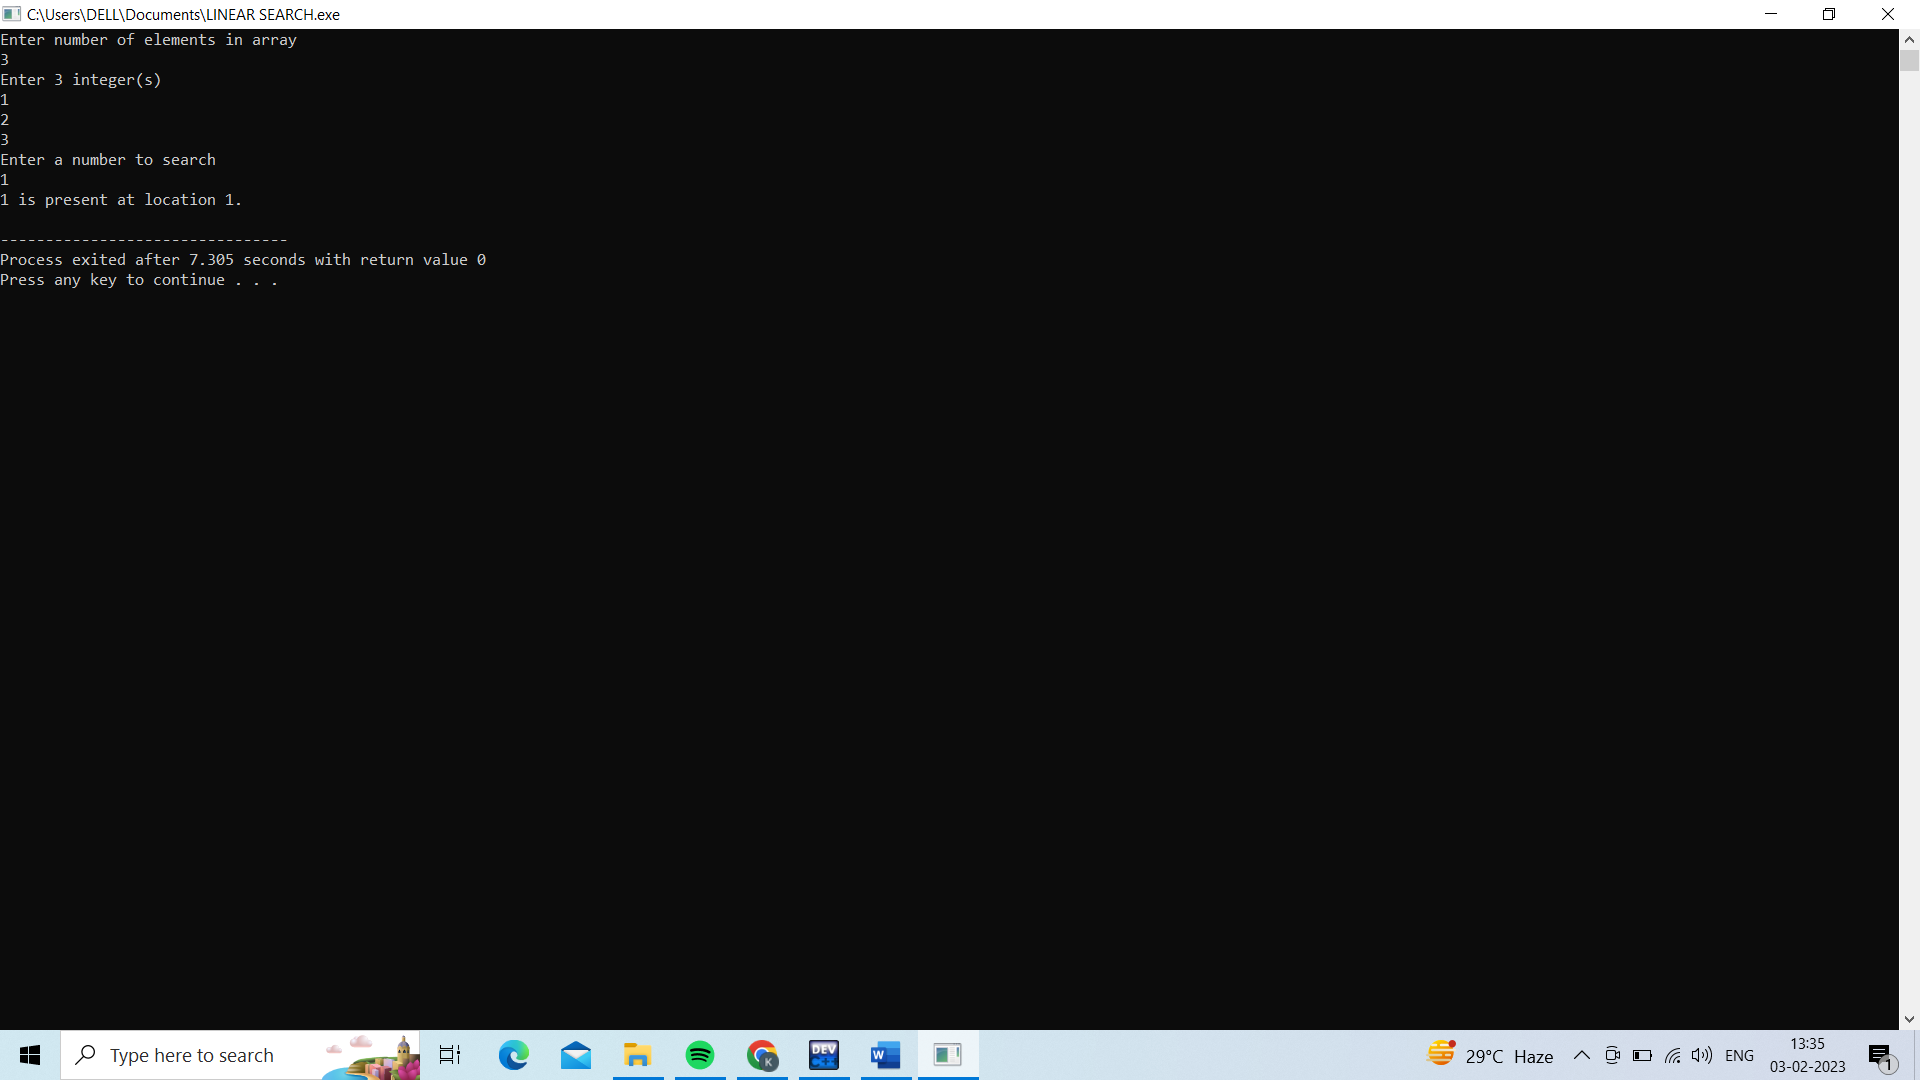 C:\Users\DELL\Documents\LINEAR SEARCH.exe
Enter number of elements in array
3
Enter 3 integer(s)
1
2
3
Enter a number to search
1
1 is present at location 1.
--------------------------------
Process exited after 7.305 seconds with return value 0
Press any key to continue . . .
Type here to search
K
DEV
C++
W
29°C Haze
ENG
13:35
03-02-2023
1